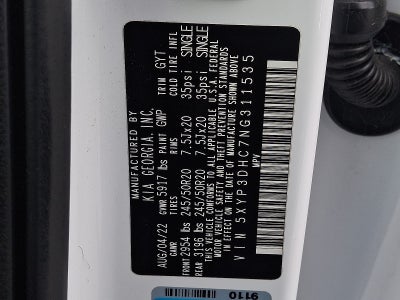 MANUFACTURED BY
KIA GEORGIA, INC.
AUG/04/22 GVWR 5917 lbs PAINT GWP TRIM GYT
GAWR TIRES RIMS COLD TIRE INFL
FRONT 2954 lbs 245/50R20 7.5Jx20 35psi SINGLE
REAR 3196 lbs 245/50R20 7.5Jx20 35psi SINGLE
THIS VEHICLE CONFORMS TO ALL APPLICABLE U.S.A. FEDERAL
MOTOR VEHICLE SAFETY, BUMPER, AND THEFT PREVENTION STANDARDS
IN EFFECT ON THE DATE OF MANUFACTURE SHOWN ABOVE
VIN 5XYP3DHC7NG311535
MPV
9110